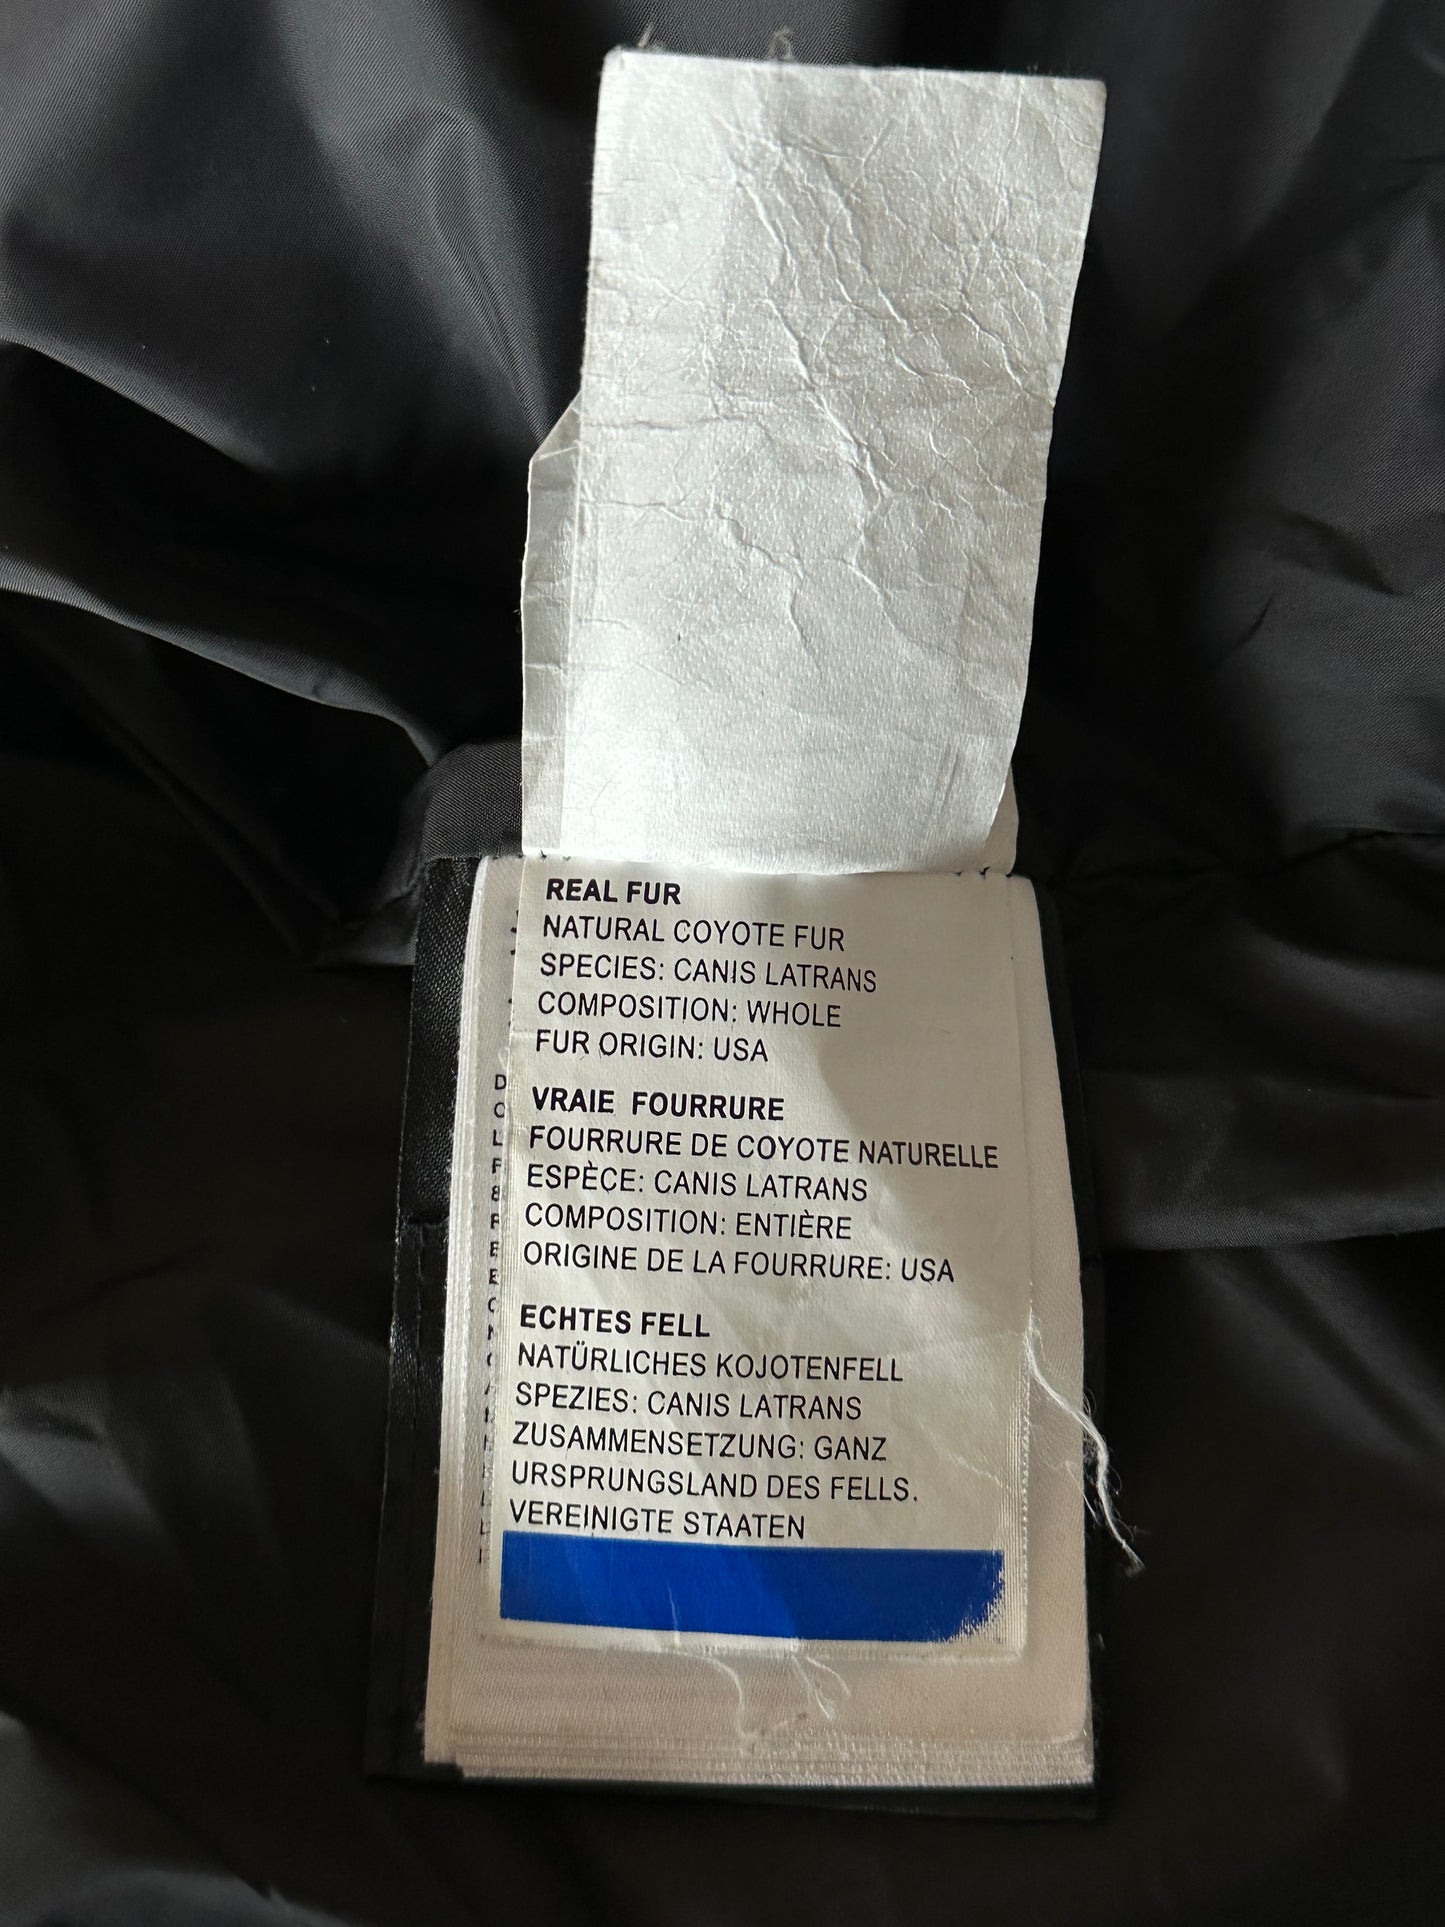 REAL FUR
NATURAL COYOTE FUR
SPECIES: CANIS LATRANS
COMPOSITION: WHOLE
FUR ORIGIN: USA
VRAIE FOURRURE
FOURRURE DE COYOTE NATURELLE
ESPÈCE: CANIS LATRANS
COMPOSITION: ENTIÈRE
ORIGINE DE LA FOURRURE: USA
ECHTES FELL
NATÜRLICHES KOJOTENFELL
SPEZIES: CANIS LATRANS
ZUSAMMENSETZUNG: GANZ
URSPRUNGSLAND DES FELLS.
VEREINIGTE STAATEN